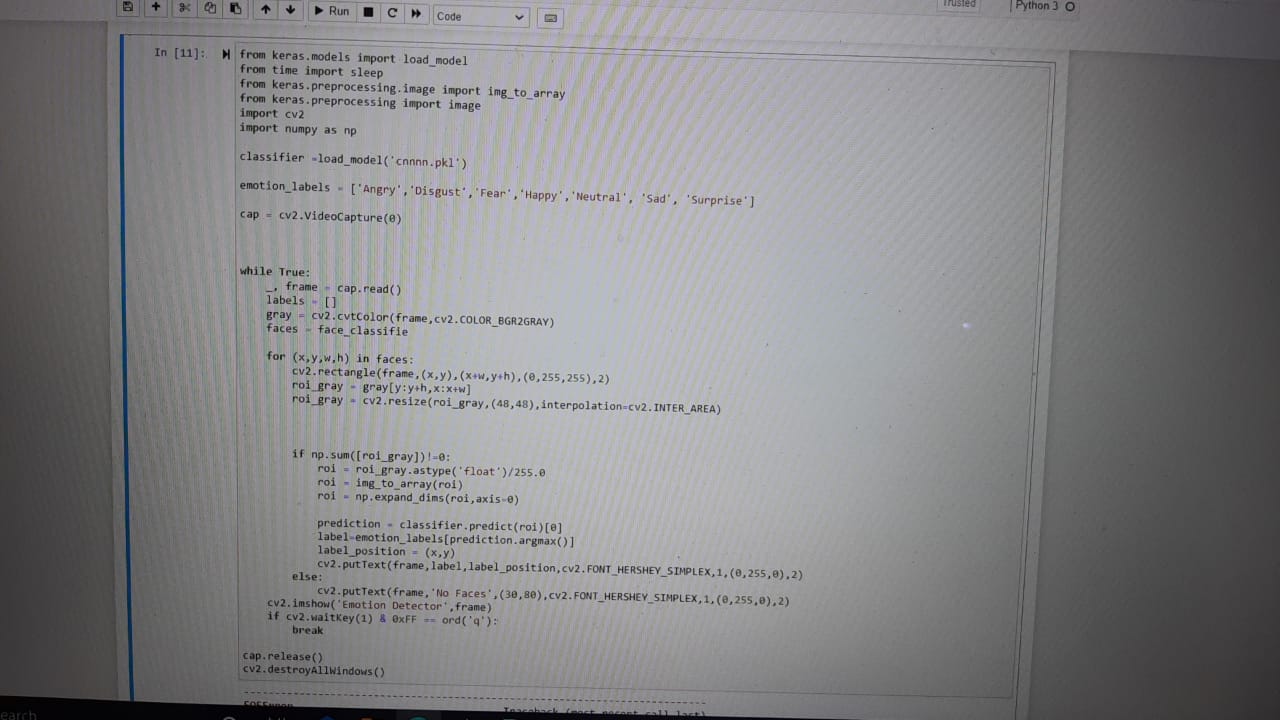 Run
Code
Trusted
Python 3
In [11]:
from keras.models import load_model
from time import sleep
from keras.preprocessing.image import img_to_array
from keras.preprocessing import image
import cv2
import numpy as np
classifier =load_model('cnnnn.pkl')
emotion_labels = ['Angry','Disgust','Fear','Happy','Neutral', 'Sad', 'Surprise']
cap = cv2.VideoCapture(0)
while True:
    _, frame = cap.read()
    labels = []
    gray = cv2.cvtColor(frame,cv2.COLOR_BGR2GRAY)
    faces = face_classifie
    for (x,y,w,h) in faces:
        cv2.rectangle(frame,(x,y),(x+w,y+h),(0,255,255),2)
        roi_gray = gray[y:y+h,x:x+w]
        roi_gray = cv2.resize(roi_gray,(48,48),interpolation=cv2.INTER_AREA)
        if np.sum([roi_gray])!=0:
            roi = roi_gray.astype('float')/255.0
            roi = img_to_array(roi)
            roi = np.expand_dims(roi,axis=0)
            prediction = classifier.predict(roi)[0]
            label=emotion_labels[prediction.argmax()]
            label_position = (x,y)
            cv2.putText(frame,label,label_position,cv2.FONT_HERSHEY_SIMPLEX,1,(0,255,0),2)
        else:
            cv2.putText(frame,'No Faces',(30,80),cv2.FONT_HERSHEY_SIMPLEX,1,(0,255,0),2)
    cv2.imshow('Emotion Detector',frame)
    if cv2.waitKey(1) & 0xFF == ord('q'):
        break
cap.release()
cv2.destroyAllWindows()
Traceback (most recent call last)
earch